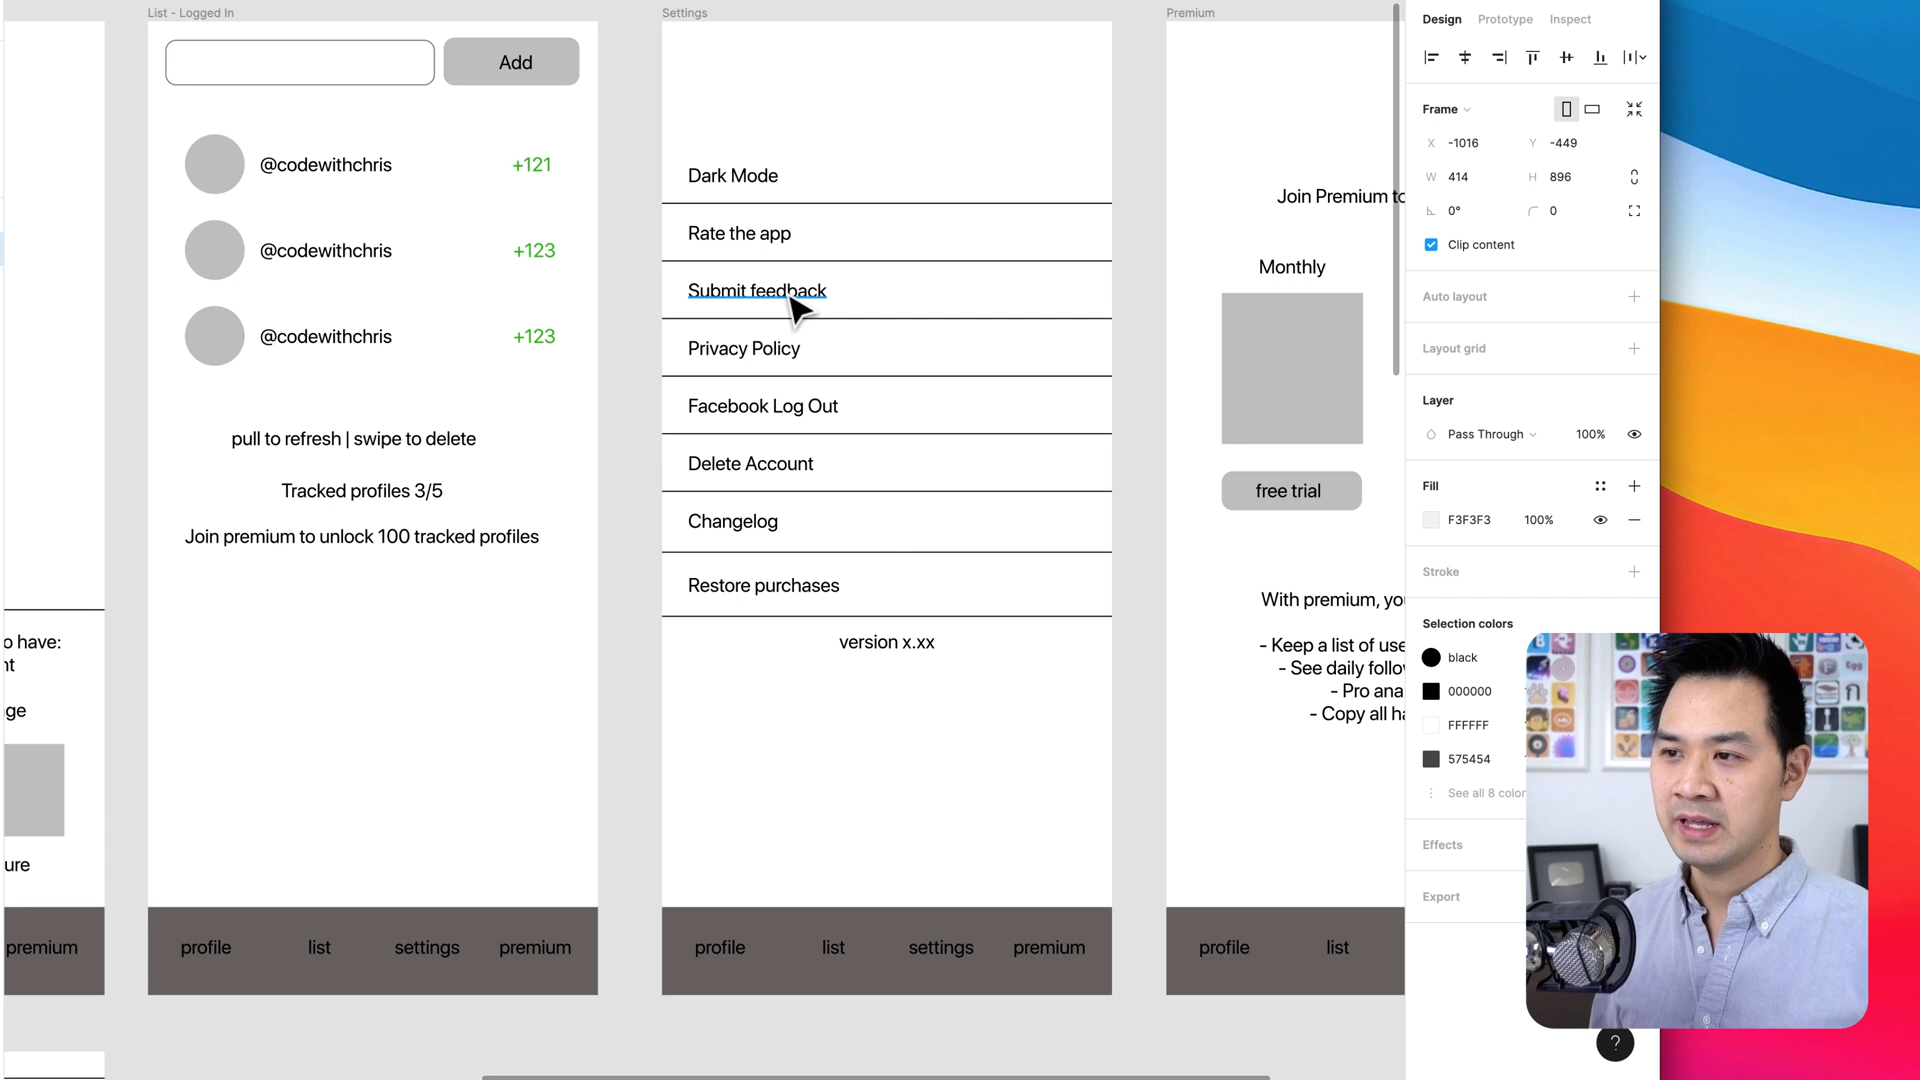 List - Logged In
Add
@codewithchris
+121
@codewithchris
+123
@codewithchris
+123
pull to refresh | swipe to delete
Tracked profiles 3/5
Join premium to unlock 100 tracked profiles
profile
list
settings
premium
o have:
nt
ge
ure
premium
Settings
Dark Mode
Rate the app
Submit feedback
Privacy Policy
Facebook Log Out
Delete Account
Changelog
Restore purchases
version x.xx
profile
list
settings
premium
Premium
Join Premium to
Monthly
free trial
With premium, yo
- Keep a list of use
- See daily follow
- Pro ana
- Copy all ha
profile
list
Design
Prototype
Inspect
Frame
X -1016
Y -449
W 414
H 896
0°
0
Clip content
Auto layout
Layout grid
Layer
Pass Through
100%
Fill
F3F3F3
100%
Stroke
Selection colors
black
000000
FFFFFF
575454
See all 8 color
Effects
Export
Egg
?